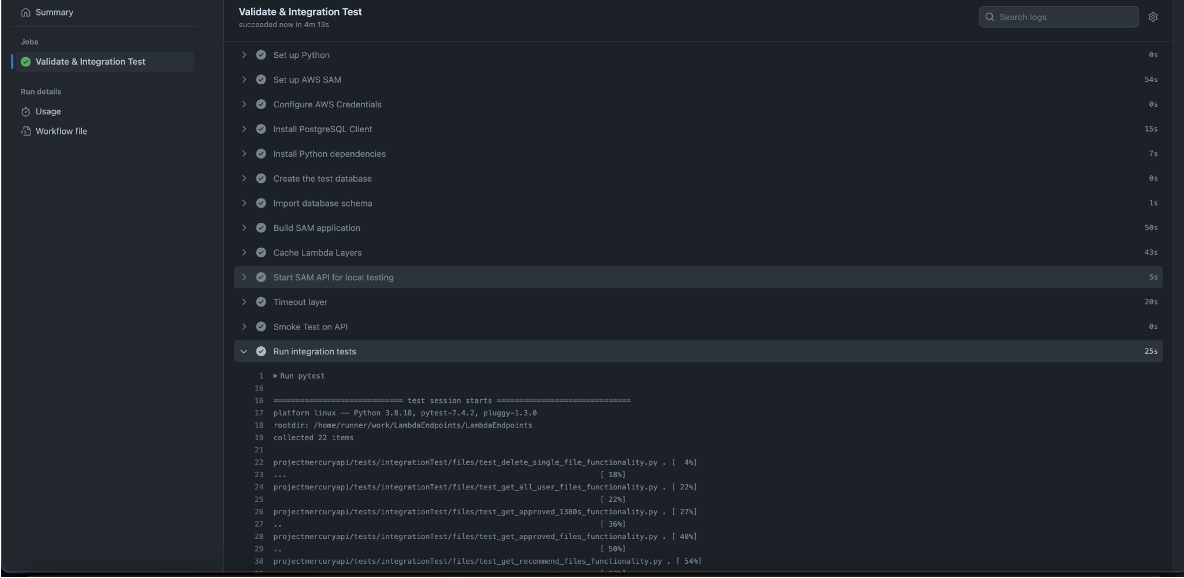 Summary
Jobs
Validate & Integration Test
Run details
Usage
Workflow file
Validate & Integration Test
succeeded now in 4m 13s
Search logs
Set up Python 0s
Set up AWS SAM 54s
Configure AWS Credentials 0s
Install PostgreSQL Client 15s
Install Python dependencies 7s
Create the test database 0s
Import database schema 1s
Build SAM application 50s
Cache Lambda Layers 43s
Start SAM API for local testing 5s
Timeout layer 20s
Smoke Test on API 0s
Run integration tests 25s
1 Run pytest
16
16 ============================= test session starts ==============================
17 platform linux -- Python 3.8.18, pytest-7.4.2, pluggy-1.3.0
18 rootdir: /home/runner/work/LambdaEndpoints/LambdaEndpoints
19 collected 22 items
21
22 projectmercuryapi/tests/integrationTest/files/test_delete_single_file_functionality.py . [ 4%]
23 ... [ 18%]
24 projectmercuryapi/tests/integrationTest/files/test_get_all_user_files_functionality.py . [ 22%]
25 [ 22%]
26 projectmercuryapi/tests/integrationTest/files/test_get_approved_1380s_functionality.py . [ 27%]
27 .. [ 36%]
28 projectmercuryapi/tests/integrationTest/files/test_get_approved_files_functionality.py . [ 40%]
29 .. [ 50%]
30 projectmercuryapi/tests/integrationTest/files/test_get_recommend_files_functionality.py . [ 54%]